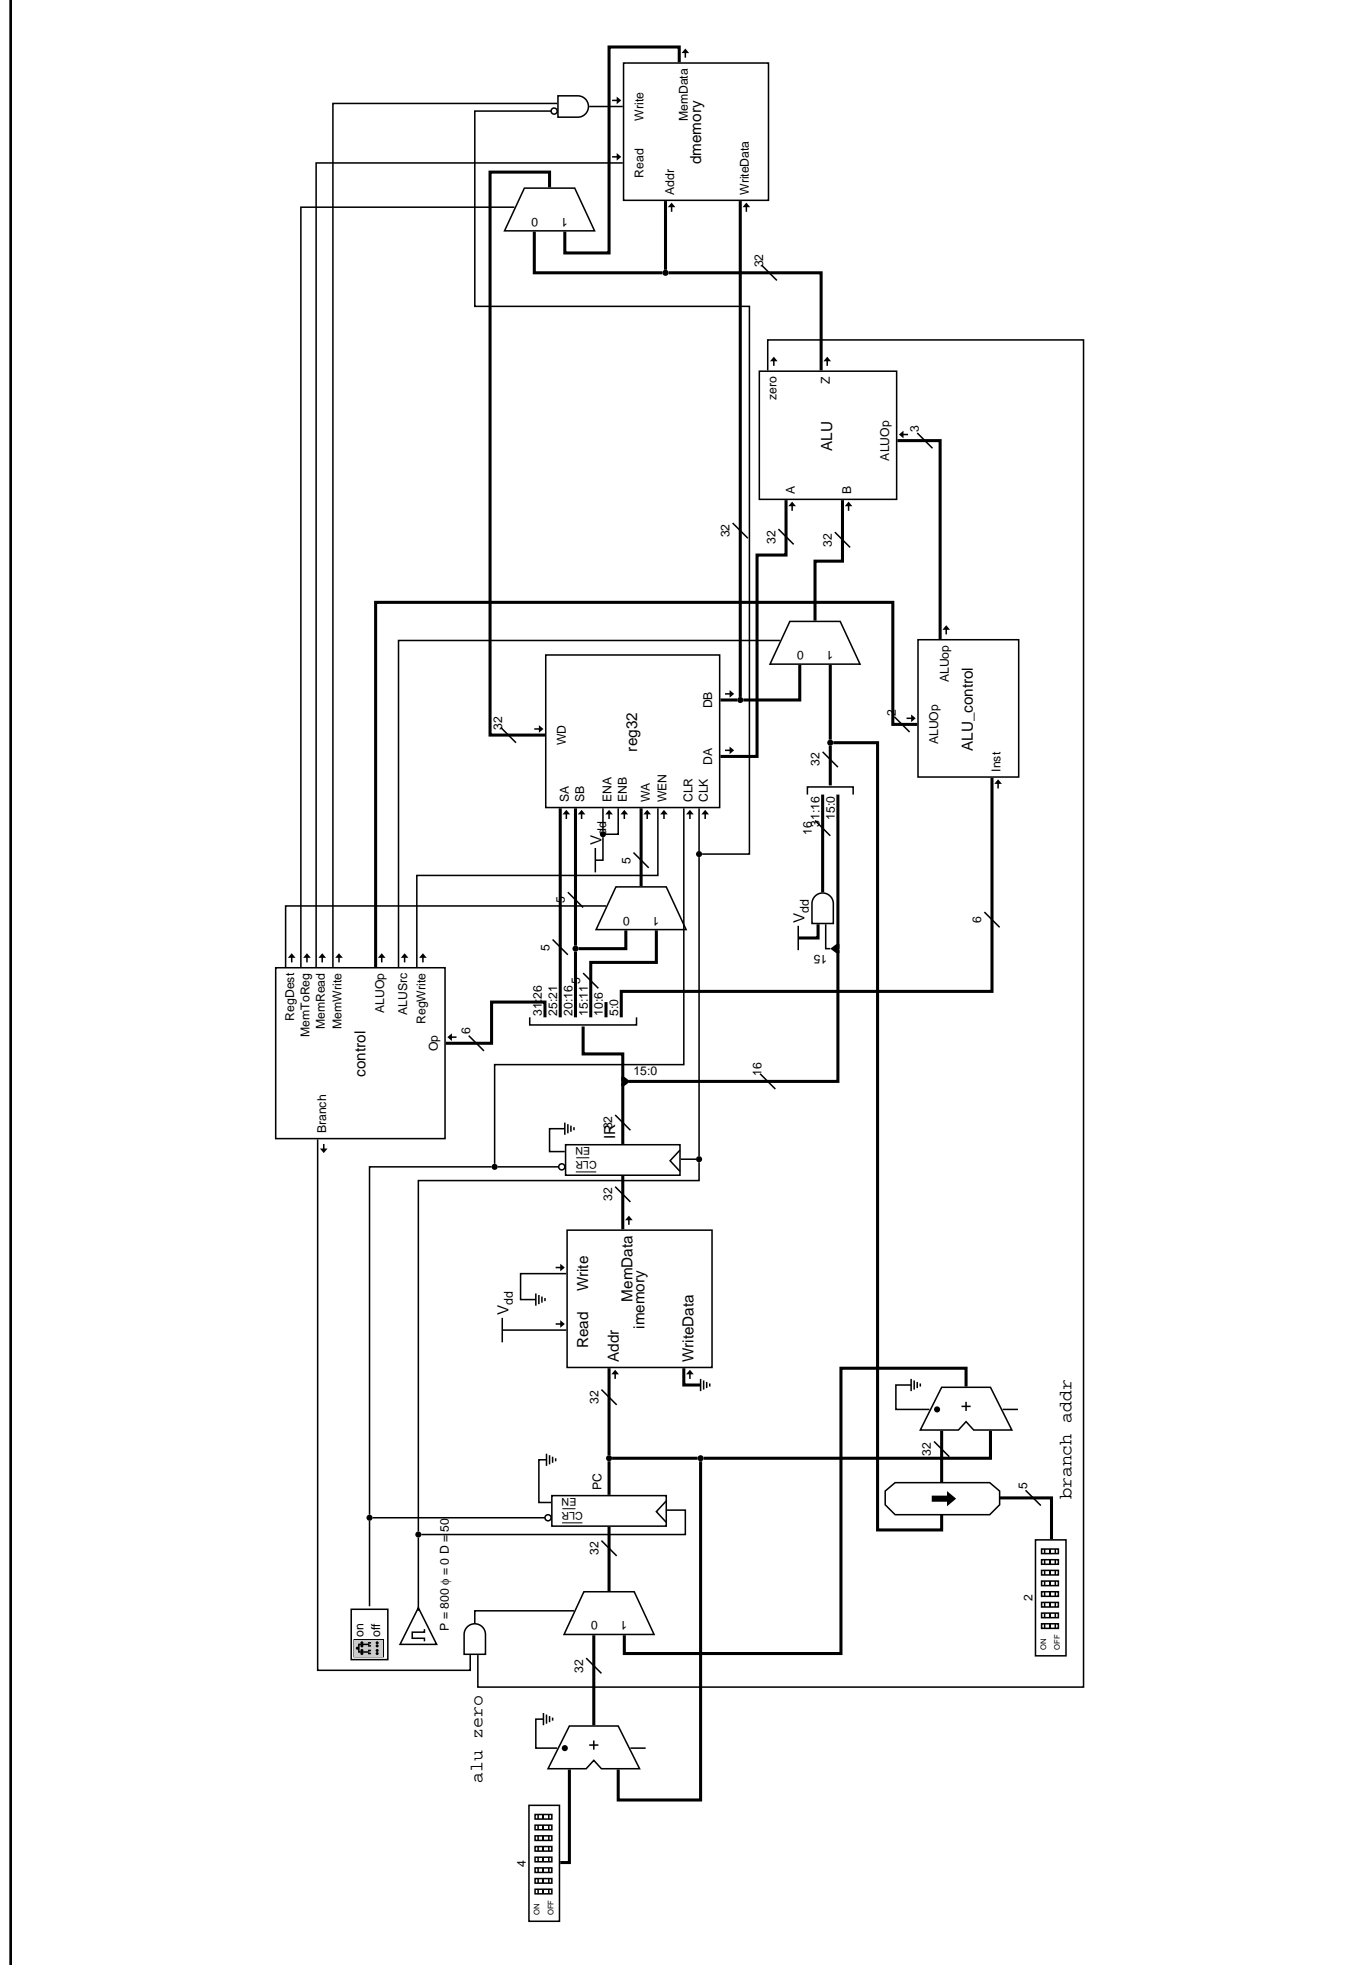 MemData
dmemory
Write
Read
Addr
WriteData
0
1
32
zero
Z
ALU
ALUOp
A
B
3
32
32
32
0
1
ALUop
ALUOp
ALU_control
Inst
2
6
32
WD
reg32
DB
DA
SA
SB
ENA
ENB
WA
WEN
CLR
CLK
Vdd
5
0
1
5
5
5
32
31:16
15:0
16
Vdd
15
RegDest
MemToReg
MemRead
MemWrite
ALUOp
ALUSrc
RegWrite
control
Op
Branch
6
31:26
25:21
20:16
15:11
10:6
5:0
15:0
16
32
IR
EN
CLR
32
MemData
imemory
Write
Read
Addr
WriteData
Vdd
32
PC
EN
CLR
32
P = 800 ϕ = 0 D = 50
on
off
0
1
32
alu zero
+
4
ON
OFF
+
32
branch addr
5
2
ON
OFF